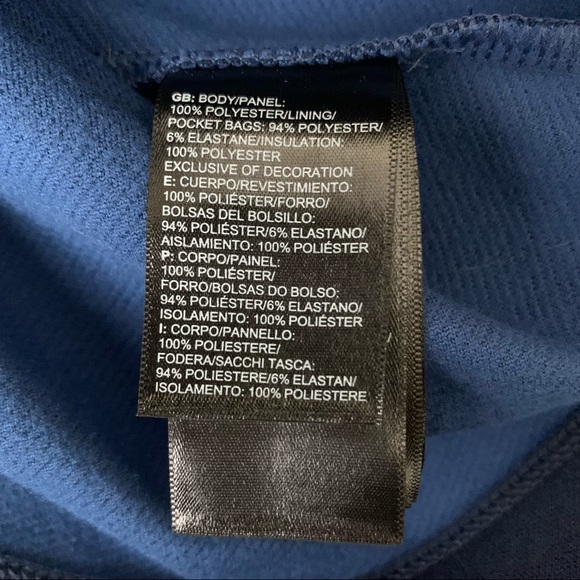 GB: BODY/PANEL:
100% POLYESTER/LINING/
POCKET BAGS: 94% POLYESTER/
6% ELASTANE/INSULATION:
100% POLYESTER
EXCLUSIVE OF DECORATION
E: CUERPO/REVESTIMIENTO:
100% POLIÉSTER/FORRO/
BOLSAS DEL BOLSILLO:
94% POLIÉSTER/6% ELASTANO/
AISLAMIENTO: 100% POLIÉSTER
P: CORPO/PAINEL:
100% POLIÉSTER/
FORRO/BOLSAS DO BOLSO:
94% POLIÉSTER/6% ELASTANO/
ISOLAMENTO: 100% POLIÉSTER
I: CORPO/PANNELLO:
100% POLIESTERE/
FODERA/SACCHI TASCA:
94% POLIESTERE/6% ELASTAN/
ISOLAMENTO: 100% POLIESTERE